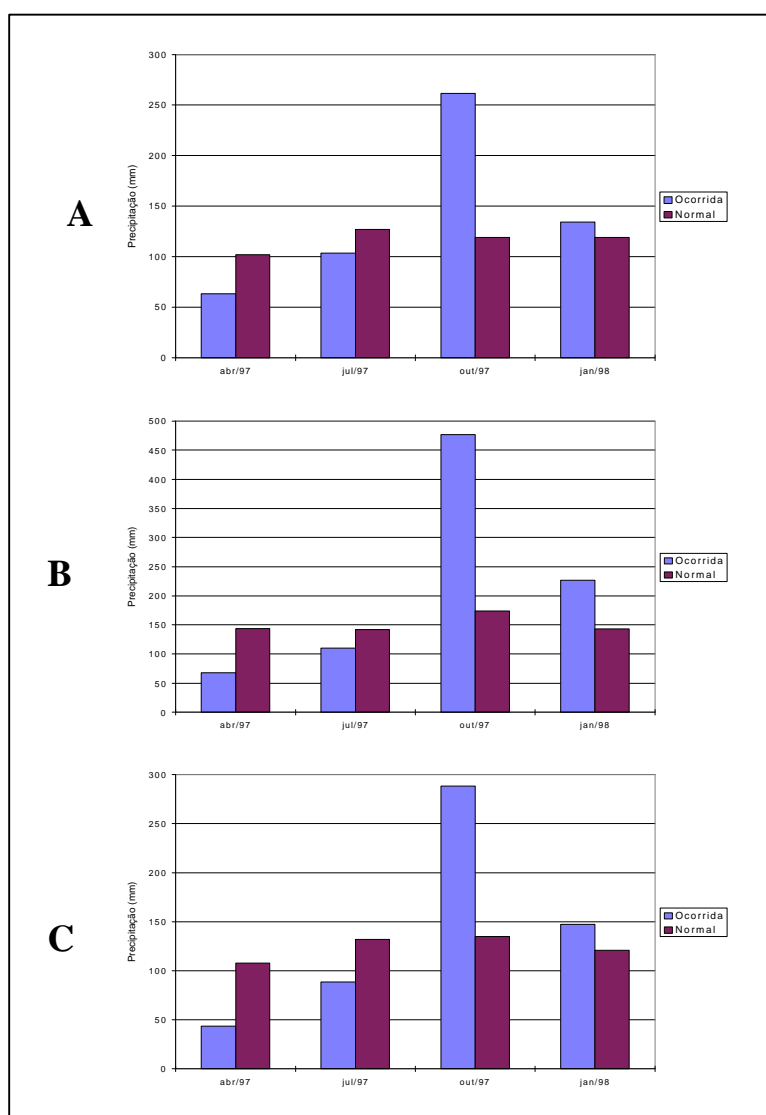 A
Precipitação (mm)
300
250
200
150
100
50
0
abr/97 jul/97 out/97 jan/98
Ocorrida
Normal
B
Precipitação (mm)
500
450
400
350
300
250
200
150
100
50
0
abr/97 jul/97 out/97 jan/98
Ocorrida
Normal
C
Precipitação (mm)
300
250
200
150
100
50
0
abr/97 jul/97 out/97 jan/98
Ocorrida
Normal